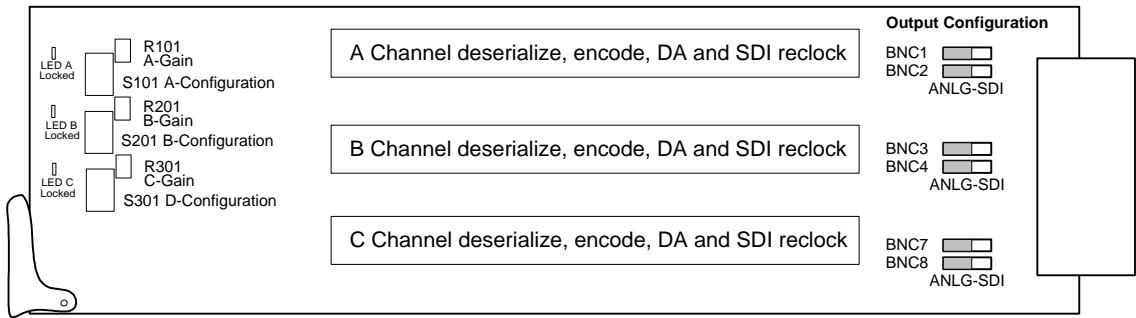 LED A
Locked
R101
A-Gain
S101 A-Configuration
LED B
Locked
R201
B-Gain
S201 B-Configuration
LED C
Locked
R301
C-Gain
S301 D-Configuration
A Channel deserialize, encode, DA and SDI reclock
B Channel deserialize, encode, DA and SDI reclock
C Channel deserialize, encode, DA and SDI reclock
Output Configuration
BNC1
BNC2
ANLG-SDI
BNC3
BNC4
ANLG-SDI
BNC7
BNC8
ANLG-SDI